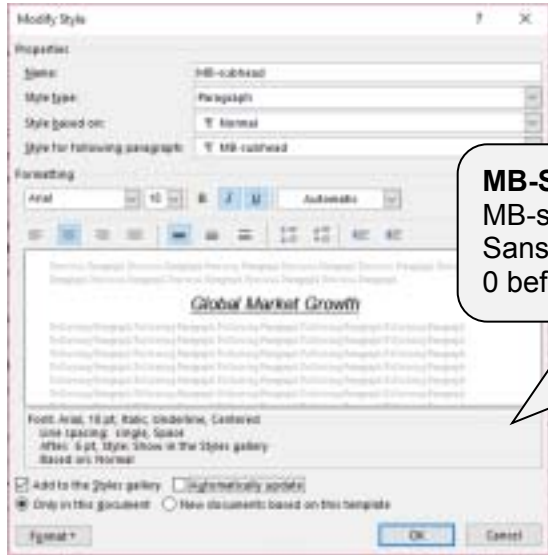 Modify Style ? ×
Properties
Name: MB-subhead
Style type: Paragraph
Style based on: ¶ Normal
Style for following paragraph: ¶ MB-subhead
Formatting
Arial B I U Automatic
Global Market Growth
Font: Arial, 10 pt, Italic, Underline, Centered
Line spacing: single, Space
After: 6 pt, Style: Show in the Styles gallery
Based on: Normal
Add to the Styles gallery Automatically update
Only in this document New documents based on this template
Format OK Cancel
MB-S
MB-s
Sans
0 bef